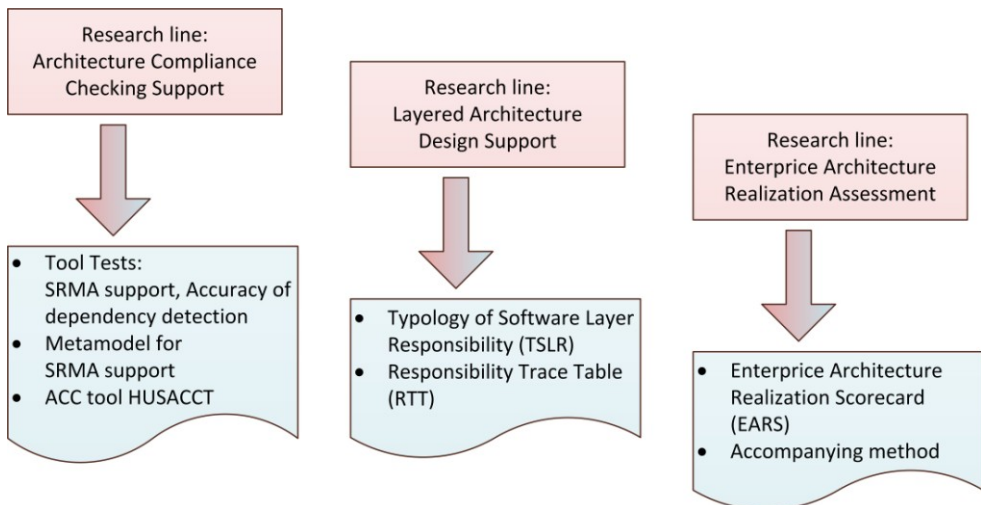 Research line:
Architecture Compliance
Checking Support
Research line:
Layered Architecture
Design Support
Research line:
Enterprice Architecture
Realization Assessment
• Tool Tests:
SRMA support, Accuracy of
dependency detection
• Metamodel for
SRMA support
• ACC tool HUSACCT
• Typology of Software Layer
Responsibility (TSLR)
• Responsibility Trace Table
(RTT)
• Enterprice Architecture
Realization Scorecard
(EARS)
• Accompanying method